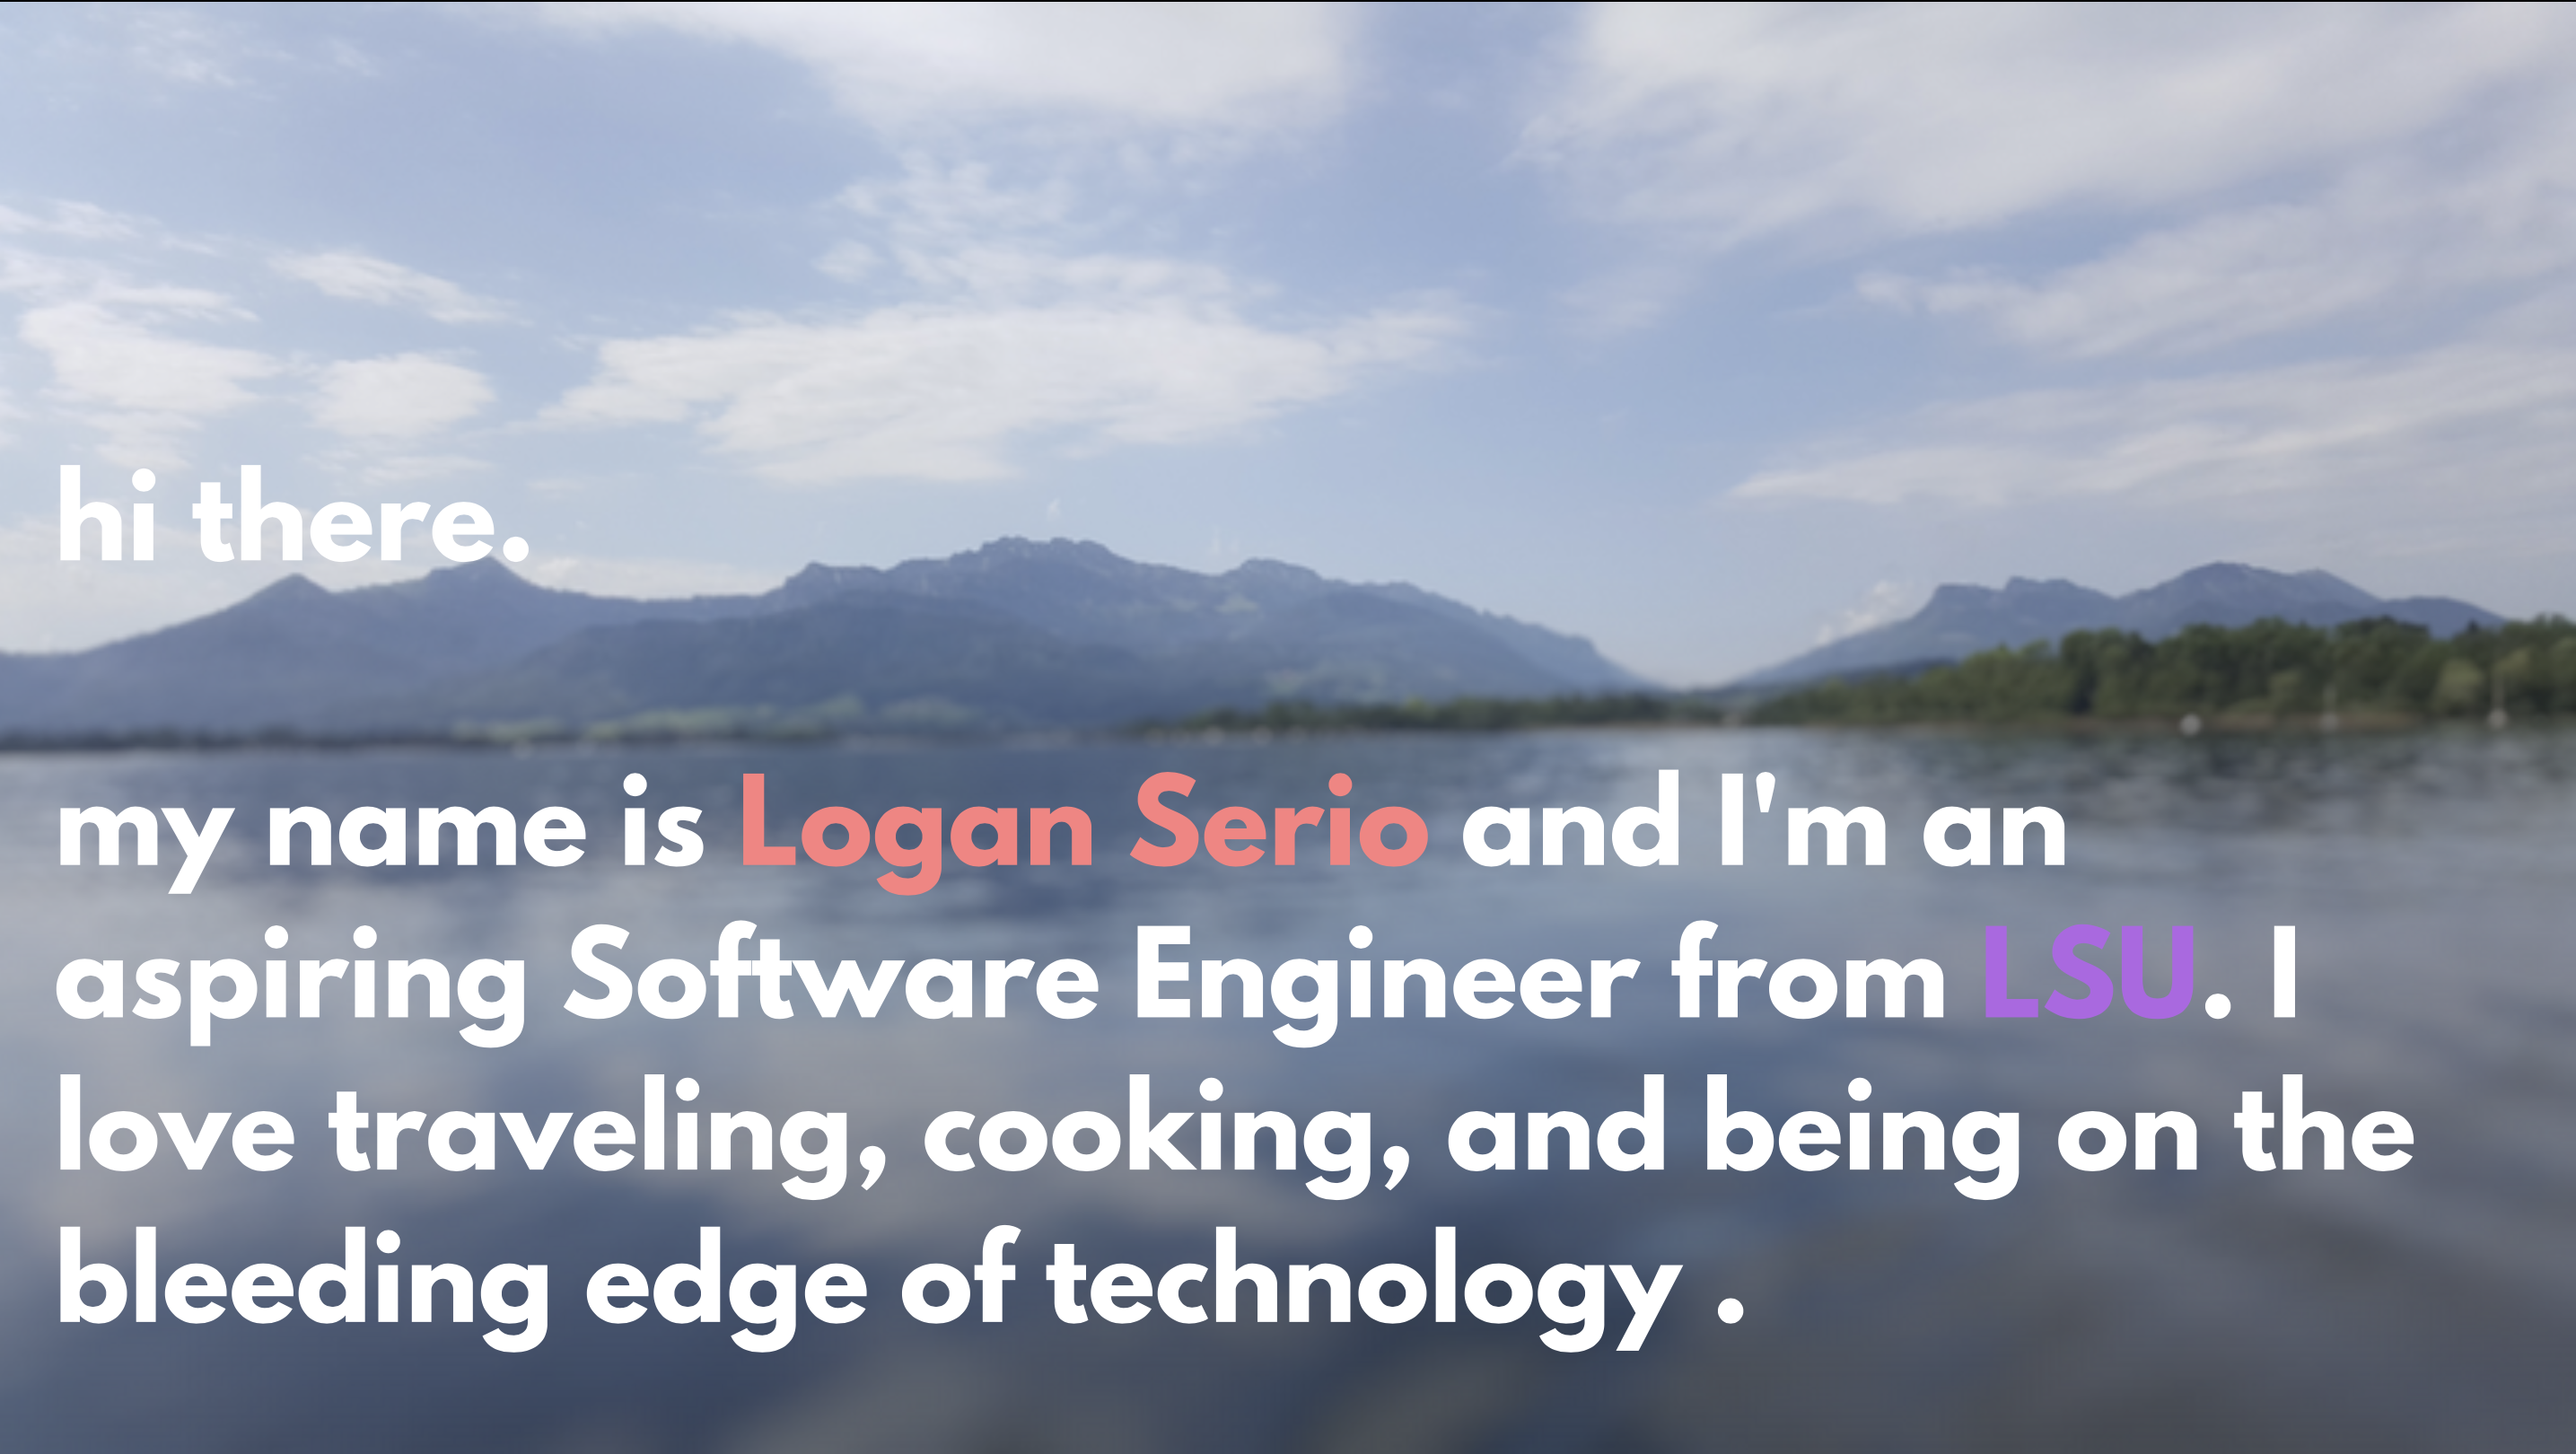 hi there.
my name is Logan Serio and I'm an
aspiring Software Engineer from LSU. I
love traveling, cooking, and being on the
bleeding edge of technology .